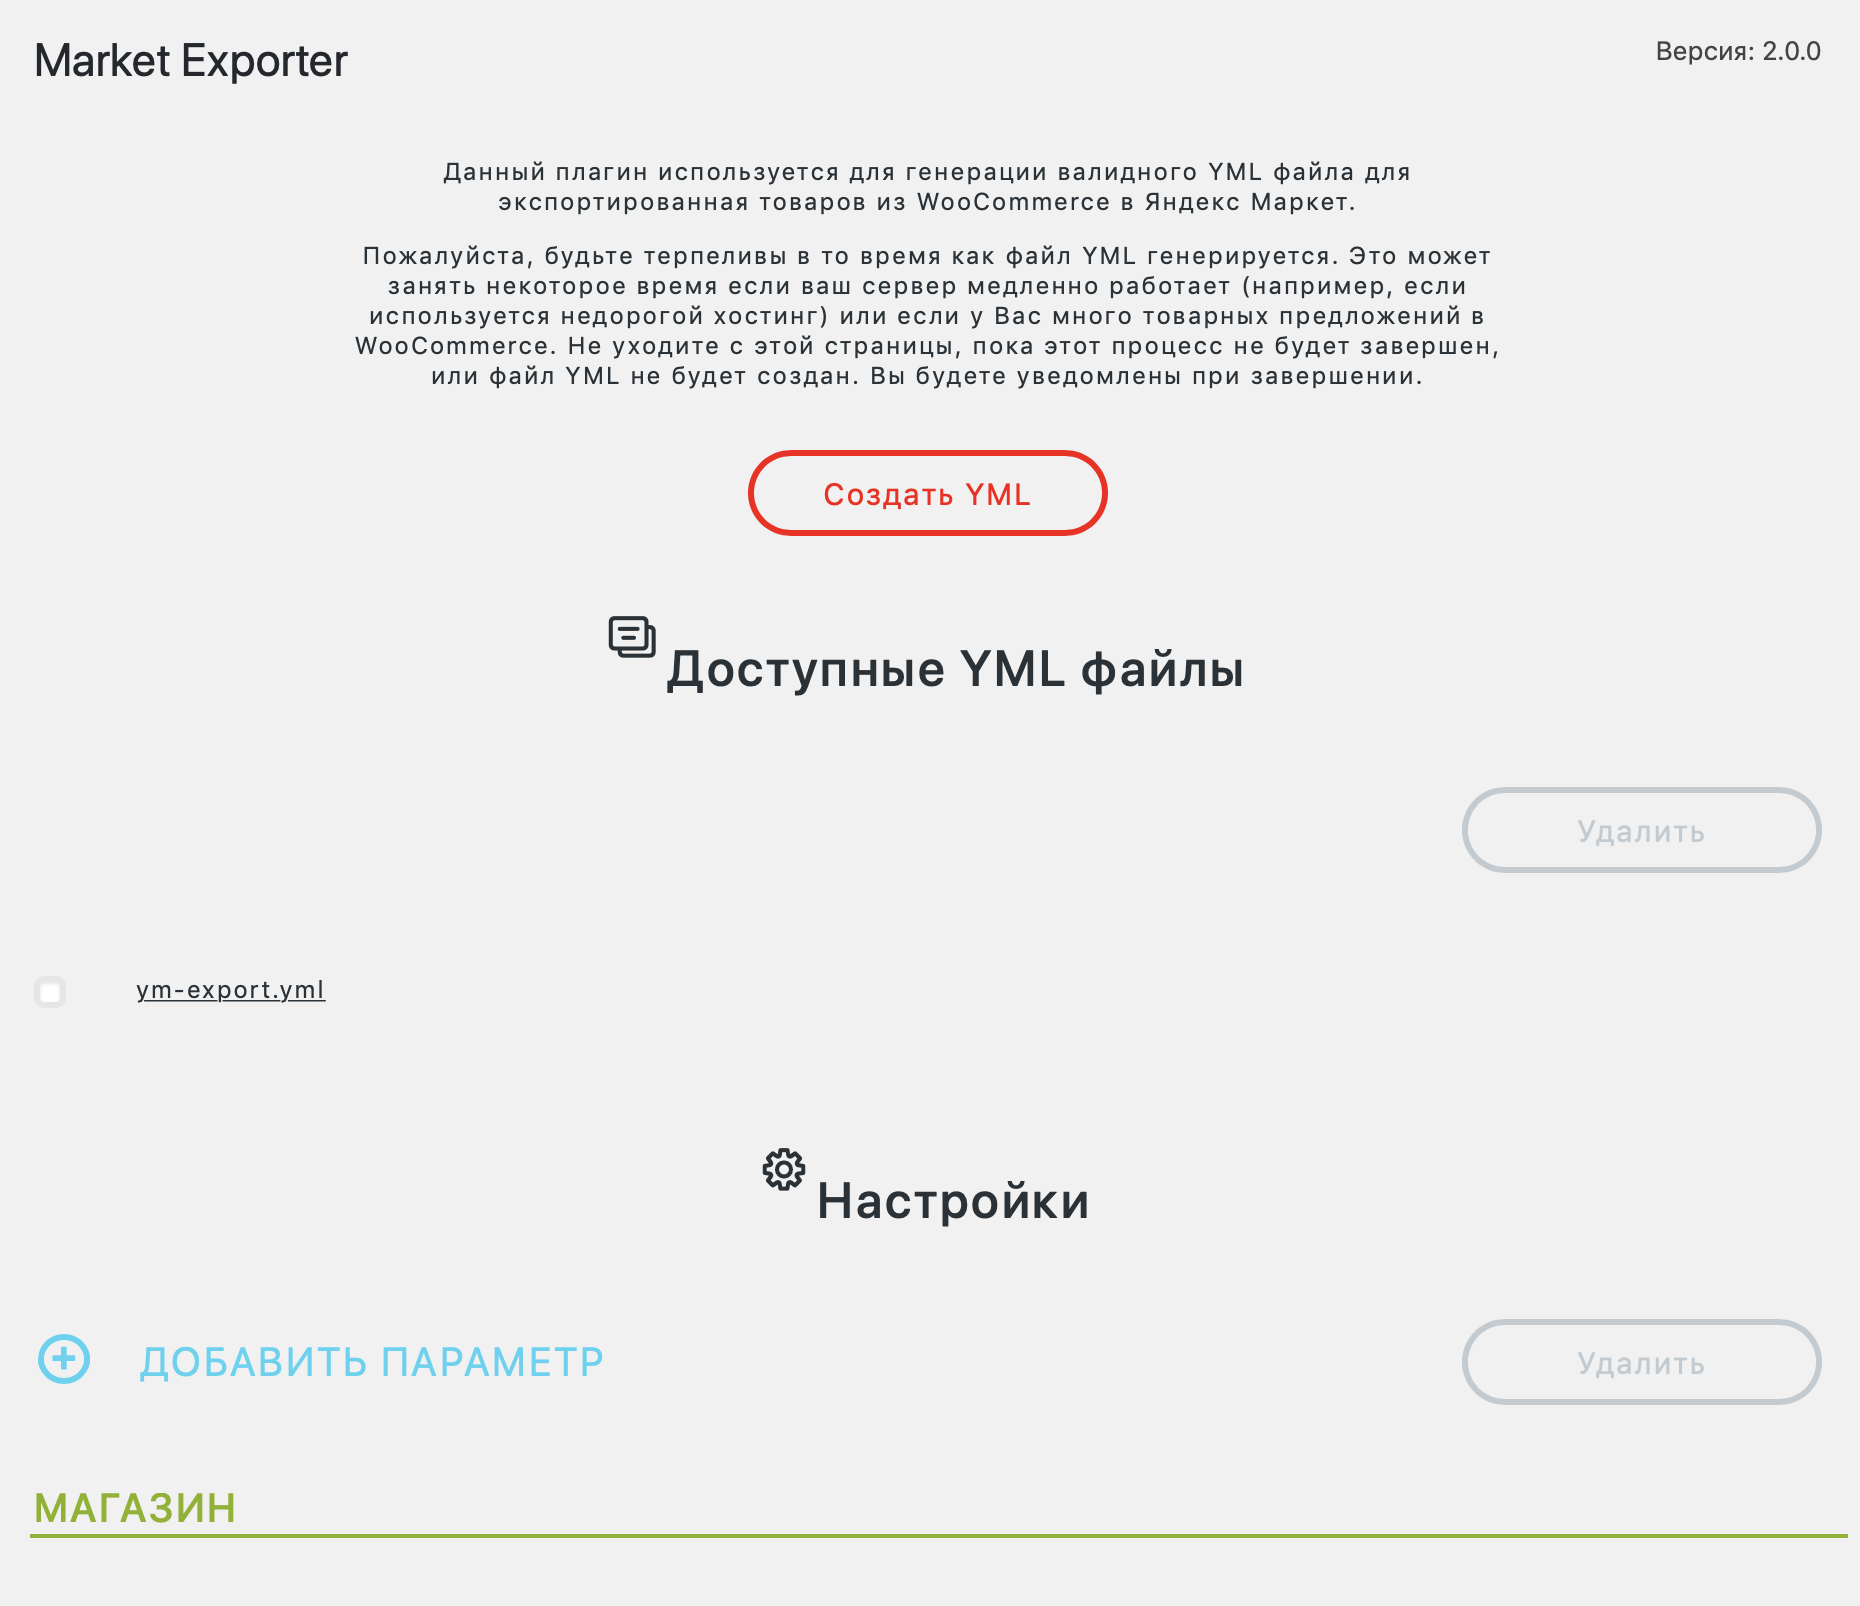 Market Exporter
Версия: 2.0.0
Данный плагин используется для генерации валидного YML файла для
экспортированная товаров из WooCommerce в Яндекс Маркет.
Пожалуйста, будьте терпеливы в то время как файл YML генерируется. Это может
занять некоторое время если ваш сервер медленно работает (например, если
используется недорогой хостинг) или если у Вас много товарных предложений в
WooCommerce. Не уходите с этой страницы, пока этот процесс не будет завершен,
или файл YML не будет создан. Вы будете уведомлены при завершении.
Создать YML
Доступные YML файлы
Удалить
ym-export.yml
Настройки
ДОБАВИТЬ ПАРАМЕТР
Удалить
МАГАЗИН